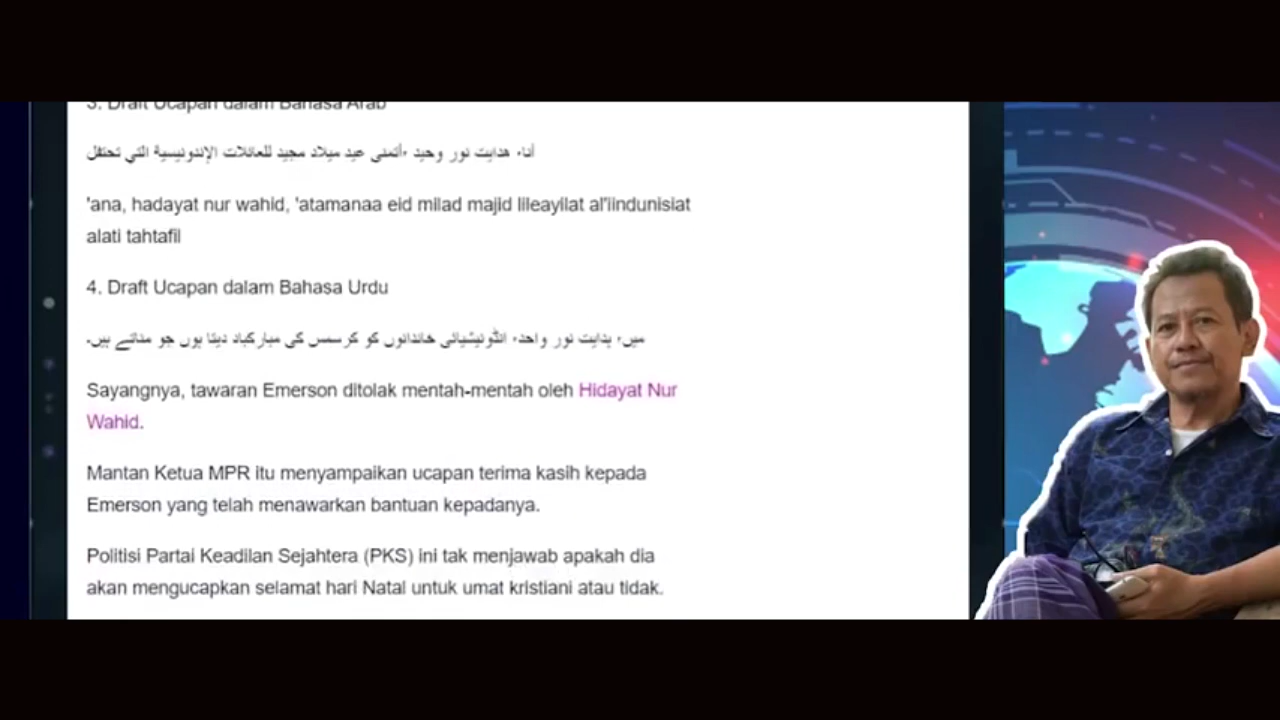 3. Draft Ucapan dalam Bahasa Arab
أنا، هدايت نور وحيد ،أتمنى عيد ميلاد مجيد للعائلات الإندونيسية التي تحتفل
'ana, hadayat nur wahid, 'atamanaa eid milad majid lileayilat al'iindunisiat
alati tahtafil
4. Draft Ucapan dalam Bahasa Urdu
میں، ہدایت نور واحد، انڈونیشیائی خاندانوں کو کرسمس کی مبارکباد دیتا ہوں جو مناتے ہیں۔
Sayangnya, tawaran Emerson ditolak mentah-mentah oleh Hidayat Nur
Wahid.
Mantan Ketua MPR itu menyampaikan ucapan terima kasih kepada
Emerson yang telah menawarkan bantuan kepadanya.
Politisi Partai Keadilan Sejahtera (PKS) ini tak menjawab apakah dia
akan mengucapkan selamat hari Natal untuk umat kristiani atau tidak.